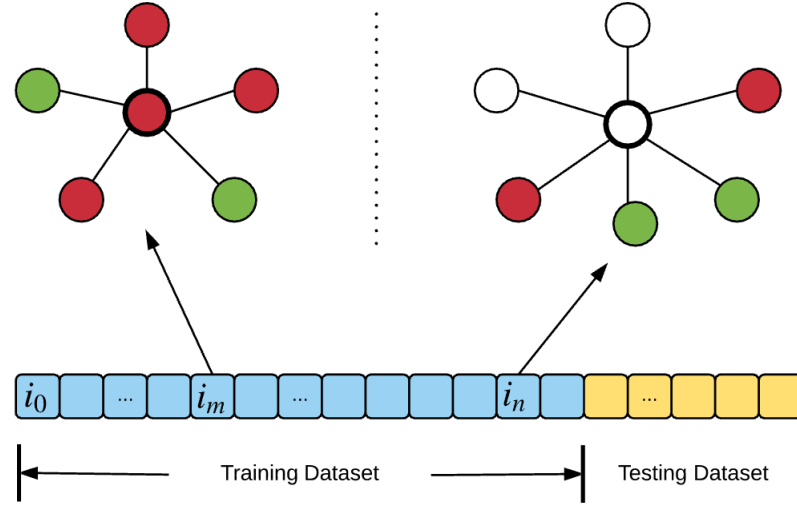 i0 ... im ... in ...
Training Dataset Testing Dataset